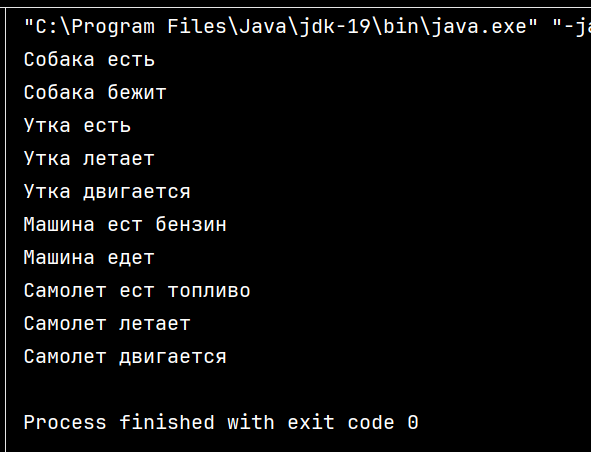 "C:\Program Files\Java\jdk-19\bin\java.exe" "-ja
Собака есть
Собака бежит
Утка есть
Утка летает
Утка двигается
Машина ест бензин
Машина едет
Самолет ест топливо
Самолет летает
Самолет двигается
Process finished with exit code 0